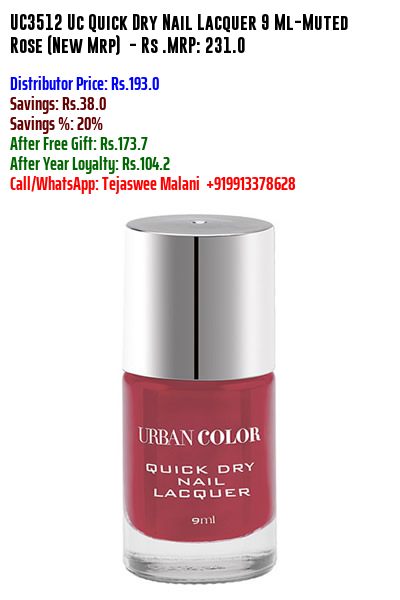 UC3512 Uc Quick Dry Nail Lacquer 9 Ml-Muted
Rose (New Mrp) - Rs .MRP: 231.0
Distributor Price: Rs.193.0
Savings: Rs.38.0
Savings %: 20%
After Free Gift: Rs.173.7
After Year Loyalty: Rs.104.2
Call/WhatsApp: Tejaswee Malani +919913378628
URBAN COLOR
QUICK DRY
NAIL
LACQUER
9ml